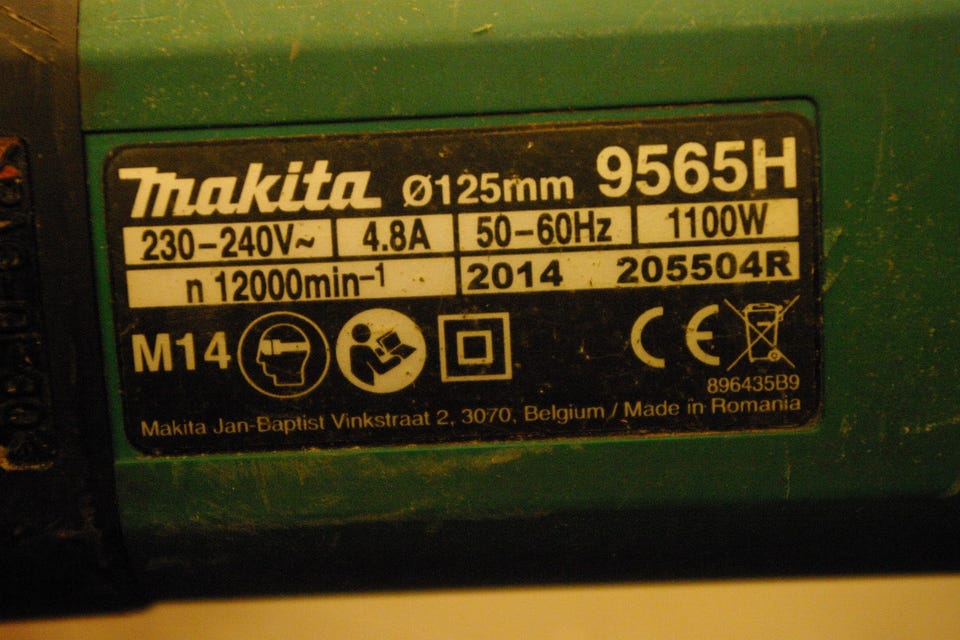 Makita Ø125mm 9565H
230-240V~ 4.8A 50-60Hz 1100W
n 12000min-1 2014 205504R
M14 CE
896435B9
Makita Jan-Baptist Vinkstraat 2, 3070, Belgium / Made in Romania